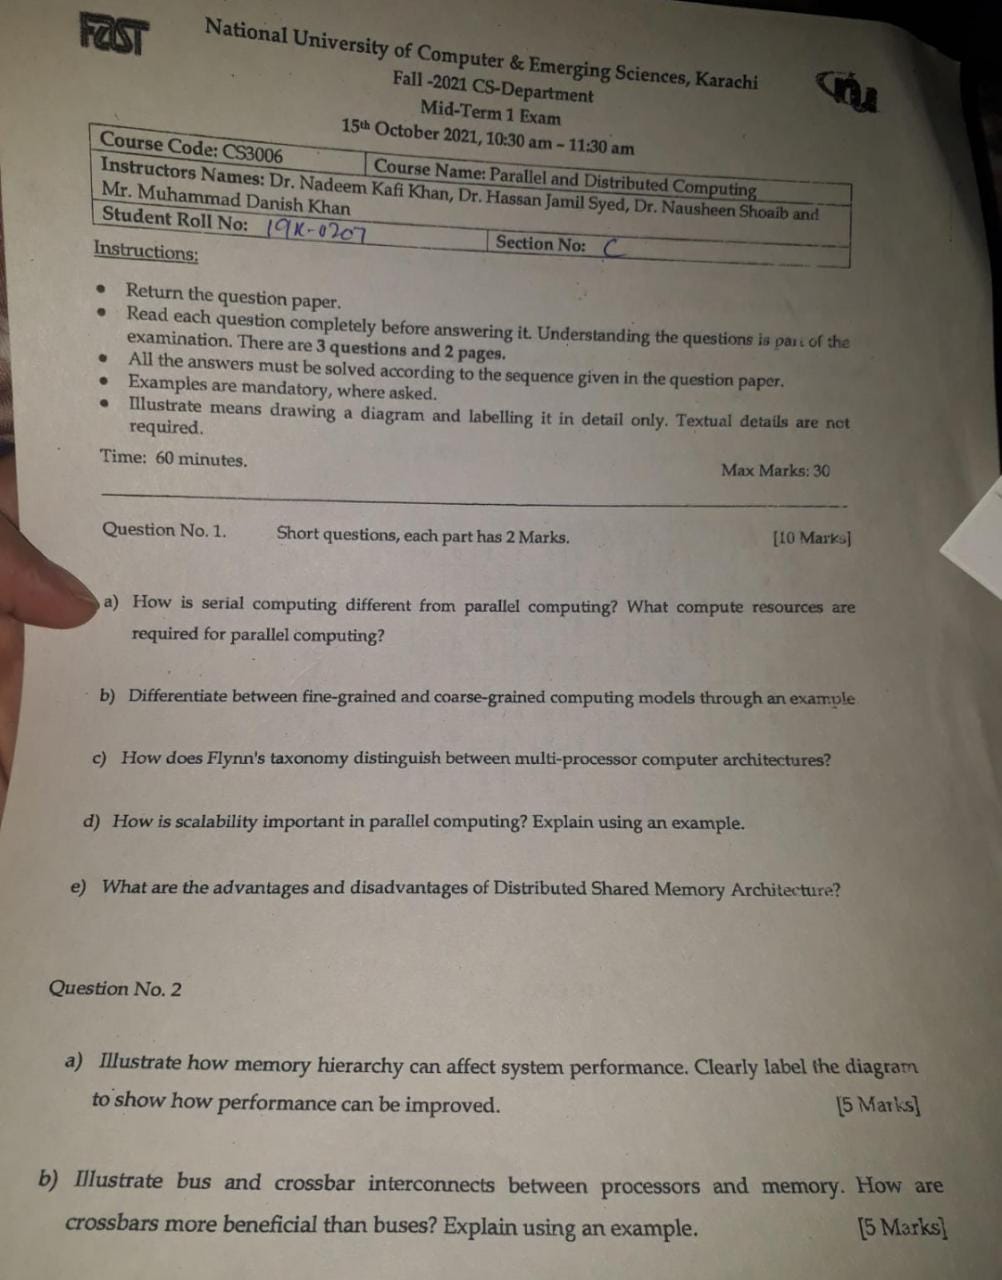 FAST
National University of Computer & Emerging Sciences, Karachi
nu
Fall -2021 CS-Department
Mid-Term 1 Exam
15th October 2021, 10:30 am – 11:30 am
Course Code: CS3006
Course Name: Parallel and Distributed Computing
Instructors Names: Dr. Nadeem Kafi Khan, Dr. Hassan Jamil Syed, Dr. Nausheen Shoaib and
Mr. Muhammad Danish Khan
Student Roll No: 19K-0207
Section No: C
Instructions:
• Return the question paper.
• Read each question completely before answering it. Understanding the questions is part of the
examination. There are 3 questions and 2 pages.
• All the answers must be solved according to the sequence given in the question paper.
• Examples are mandatory, where asked.
• Illustrate means drawing a diagram and labelling it in detail only. Textual details are not
required.
Time: 60 minutes.
Max Marks: 30
Question No. 1. Short questions, each part has 2 Marks. [10 Marks]
a) How is serial computing different from parallel computing? What compute resources are
required for parallel computing?
b) Differentiate between fine-grained and coarse-grained computing models through an example
c) How does Flynn's taxonomy distinguish between multi-processor computer architectures?
d) How is scalability important in parallel computing? Explain using an example.
e) What are the advantages and disadvantages of Distributed Shared Memory Architecture?
Question No. 2
a) Illustrate how memory hierarchy can affect system performance. Clearly label the diagram
to show how performance can be improved. [5 Marks]
b) Illustrate bus and crossbar interconnects between processors and memory. How are
crossbars more beneficial than buses? Explain using an example. [5 Marks]